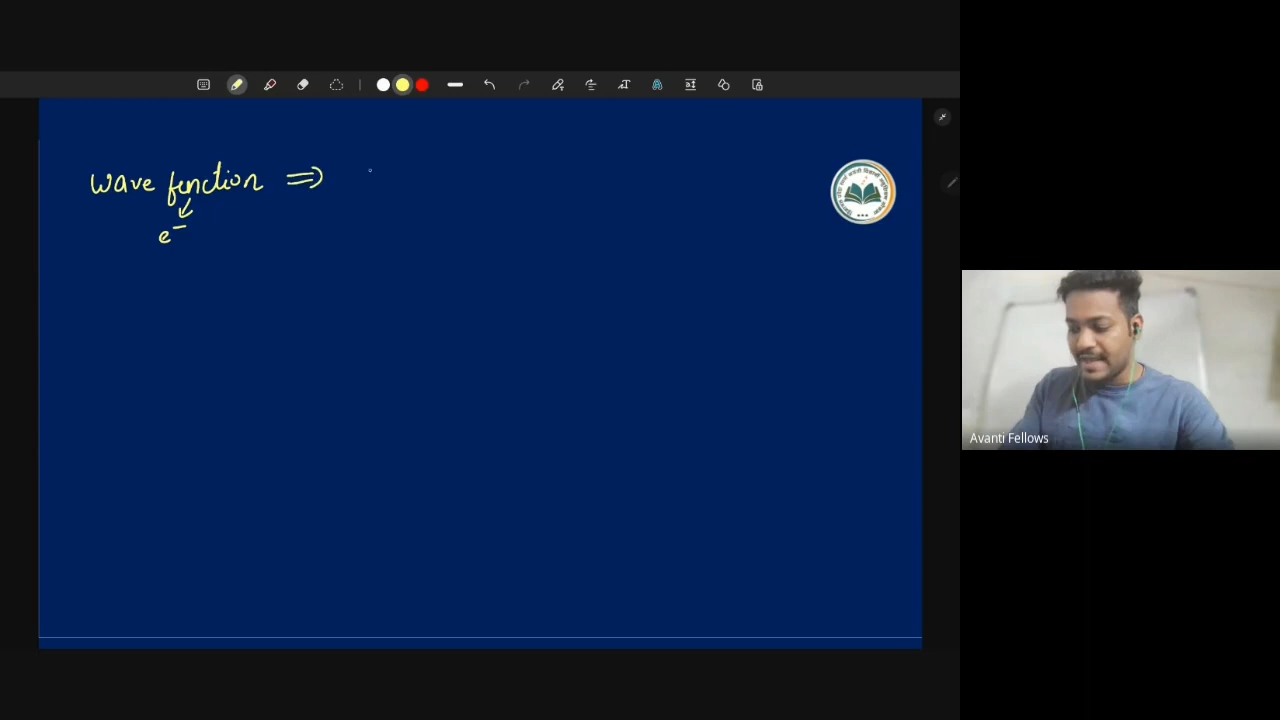 wave function ⇒
e⁻
Avanti Fellows